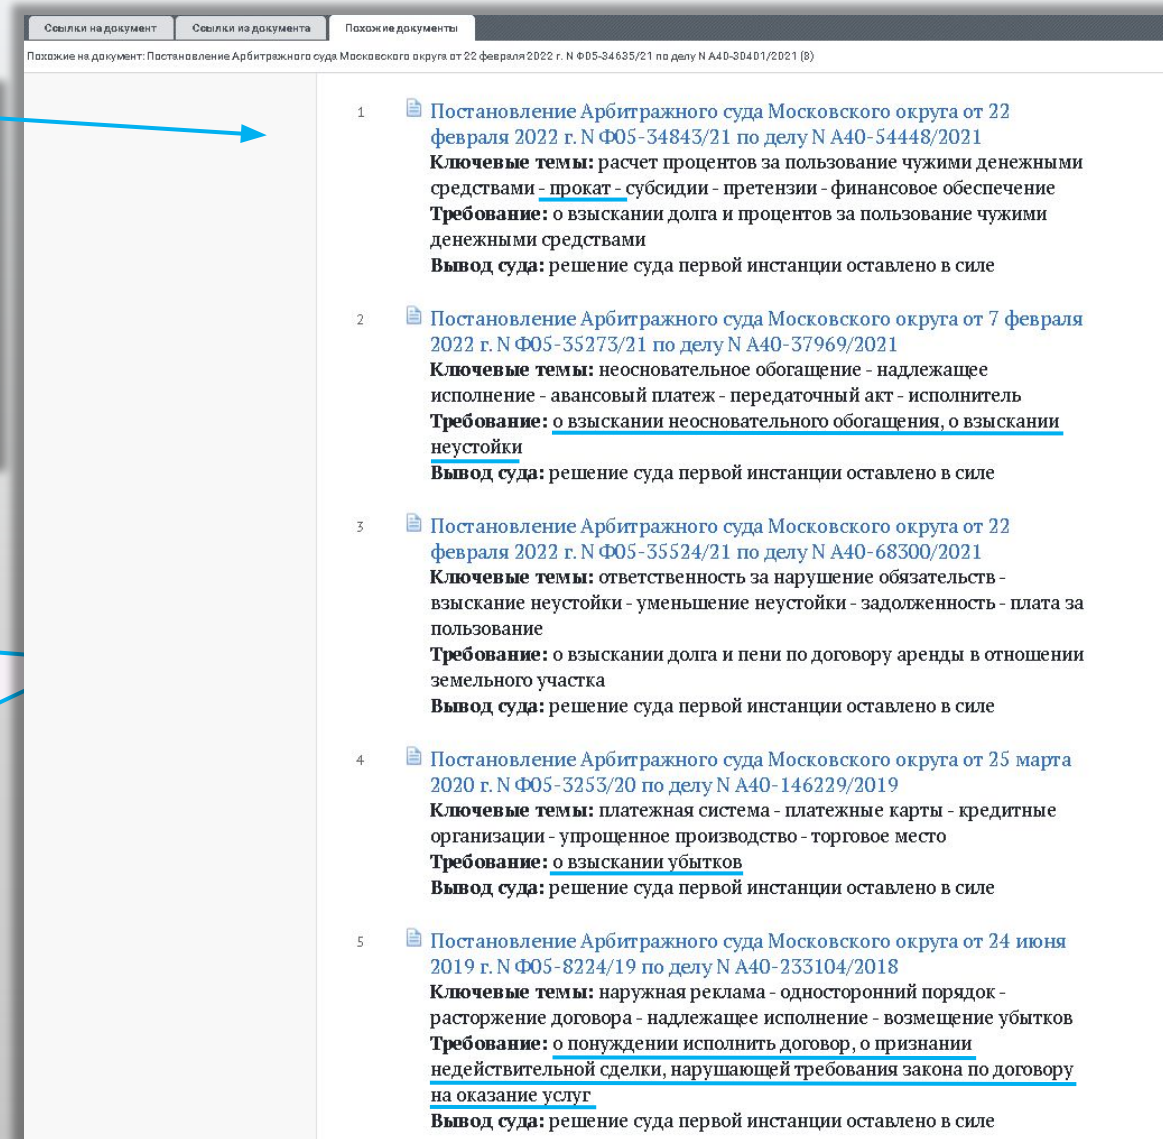 Ссылки на документ
Ссылки из документа
Похожие документы
Похожие на документ: Постановление Арбитражного суда Московского округа от 22 февраля 2022 г. N Ф05-34635/21 по делу N А40-30401/2021 (8)
1
Постановление Арбитражного суда Московского округа от 22
февраля 2022 г. N Ф05-34843/21 по делу N А40-54448/2021
Ключевые темы: расчет процентов за пользование чужими денежными
средствами - прокат - субсидии - претензии - финансовое обеспечение
Требование: о взыскании долга и процентов за пользование чужими
денежными средствами
Вывод суда: решение суда первой инстанции оставлено в силе
2
Постановление Арбитражного суда Московского округа от 7 февраля
2022 г. N Ф05-35273/21 по делу N А40-37969/2021
Ключевые темы: неосновательное обогащение - надлежащее
исполнение - авансовый платеж - передаточный акт - исполнитель
Требование: о взыскании неосновательного обогащения, о взыскании
неустойки
Вывод суда: решение суда первой инстанции оставлено в силе
3
Постановление Арбитражного суда Московского округа от 22
февраля 2022 г. N Ф05-35524/21 по делу N А40-68300/2021
Ключевые темы: ответственность за нарушение обязательств -
взыскание неустойки - уменьшение неустойки - задолженность - плата за
пользование
Требование: о взыскании долга и пени по договору аренды в отношении
земельного участка
Вывод суда: решение суда первой инстанции оставлено в силе
4
Постановление Арбитражного суда Московского округа от 25 марта
2020 г. N Ф05-3253/20 по делу N А40-146229/2019
Ключевые темы: платежная система - платежные карты - кредитные
организации - упрощенное производство - торговое место
Требование: о взыскании убытков
Вывод суда: решение суда первой инстанции оставлено в силе
5
Постановление Арбитражного суда Московского округа от 24 июня
2019 г. N Ф05-8224/19 по делу N А40-233104/2018
Ключевые темы: наружная реклама - односторонний порядок -
расторжение договора - надлежащее исполнение - возмещение убытков
Требование: о понуждении исполнить договор, о признании
недействительной сделки, нарушающей требования закона по договору
на оказание услуг
Вывод суда: решение суда первой инстанции оставлено в силе